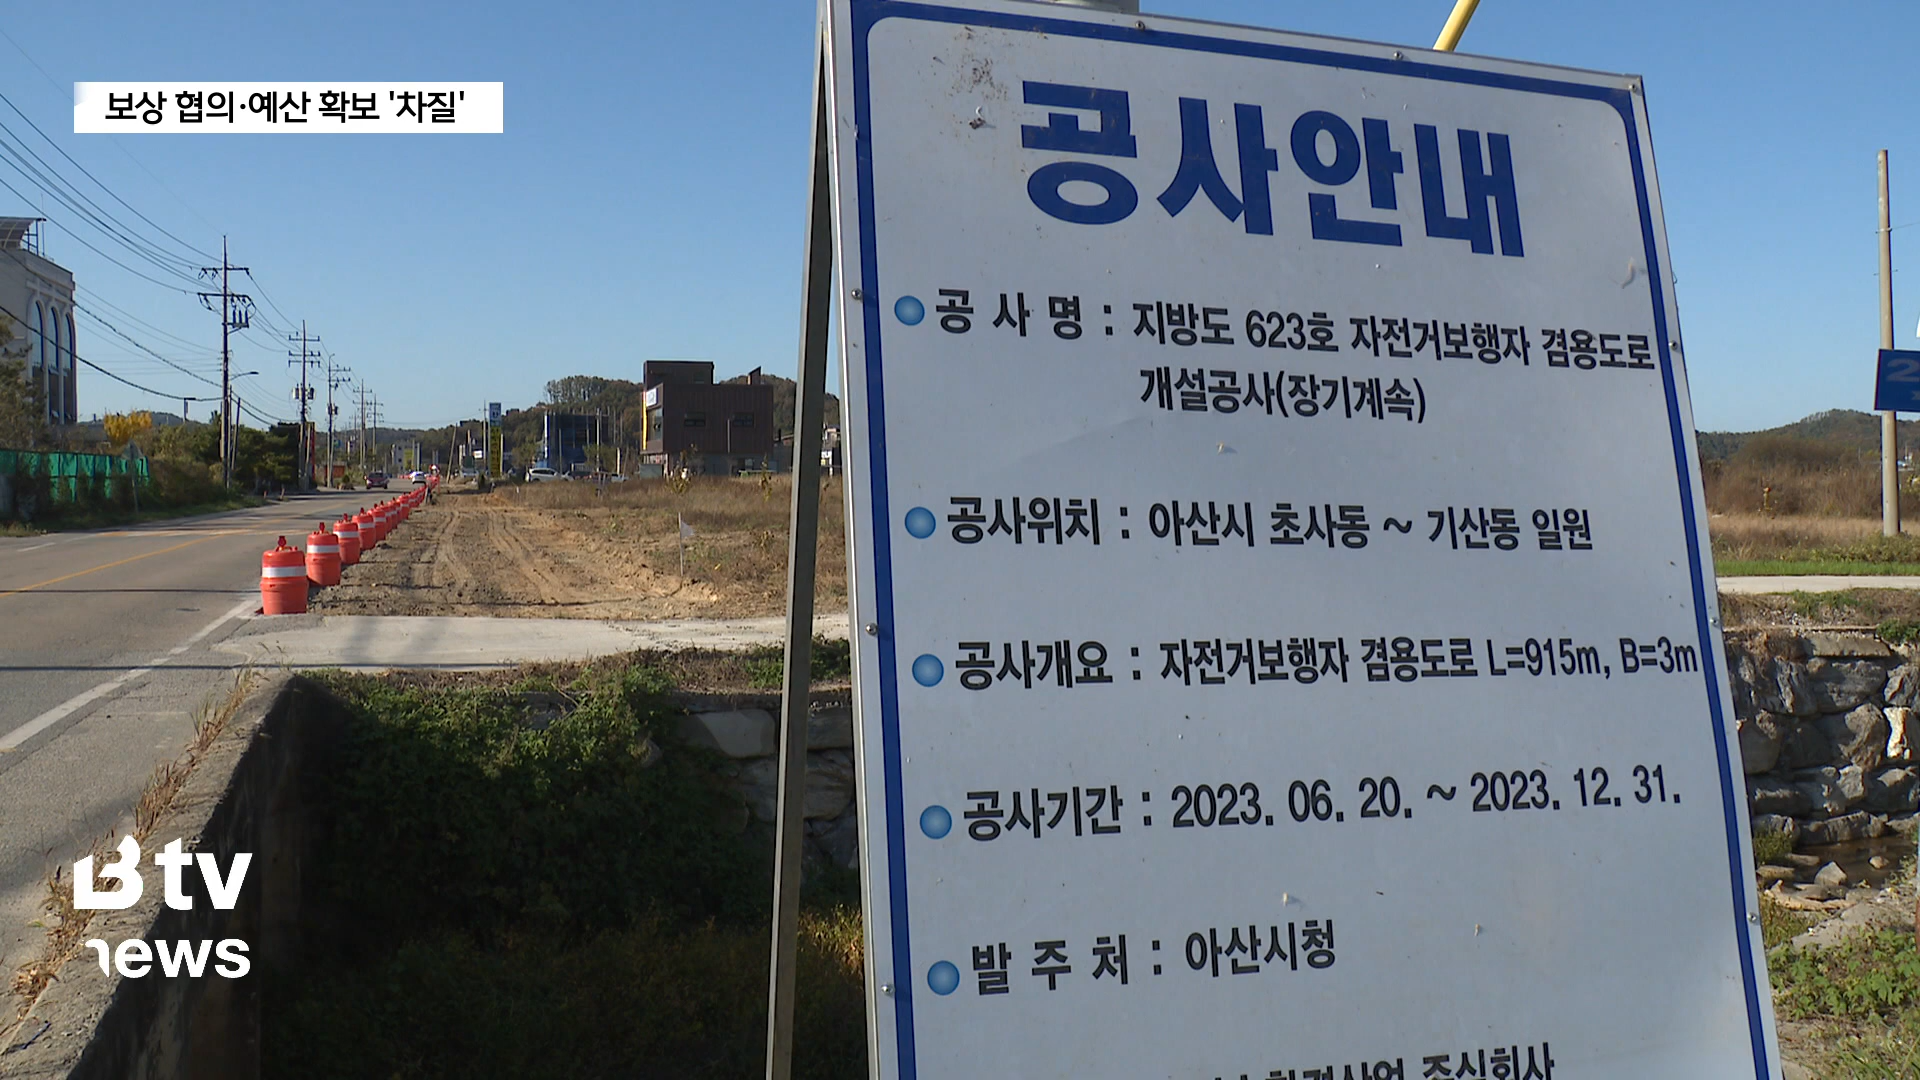 보상 협의·예산 확보 '차질'
공사안내
공 사 명 : 지방도 623호 자전거보행자 겸용도로
개설공사(장기계속)
공사위치 : 아산시 초사동 ~ 기산동 일원
공사개요 : 자전거보행자 겸용도로 L=915m, B=3m
공사기간 : 2023. 06. 20. ~ 2023. 12. 31.
발 주 처 : 아산시청
주식회사
B tv
news